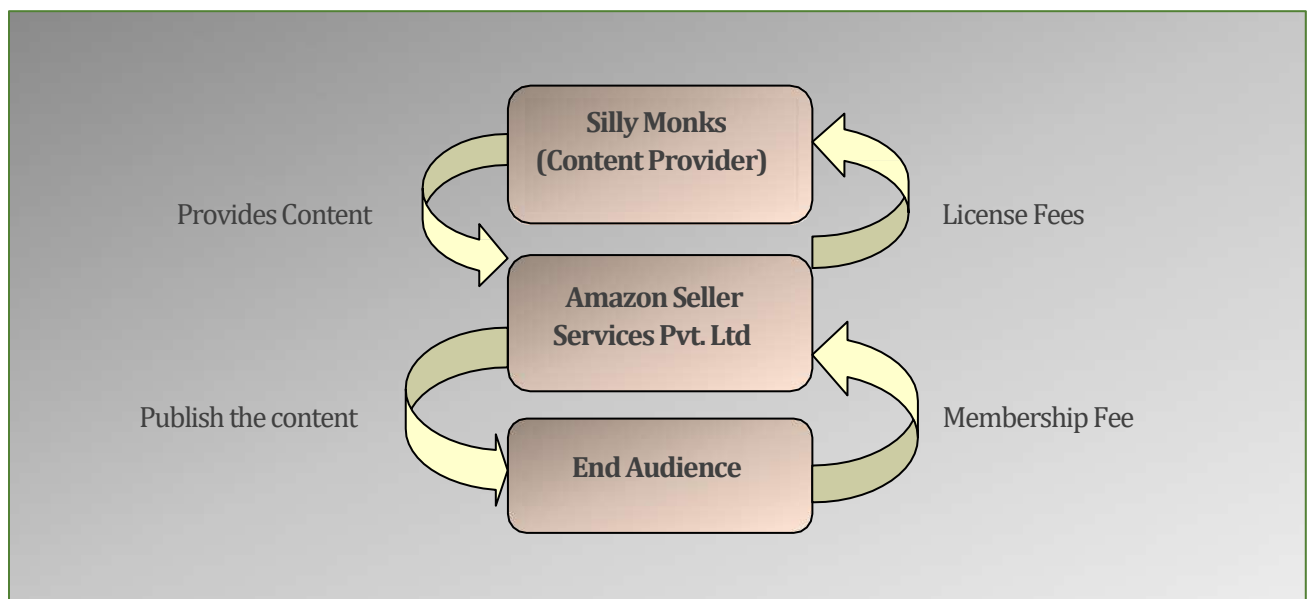 Silly Monks
(Content Provider)
Provides Content
License Fees
Amazon Seller
Services Pvt. Ltd
Publish the content
Membership Fee
End Audience